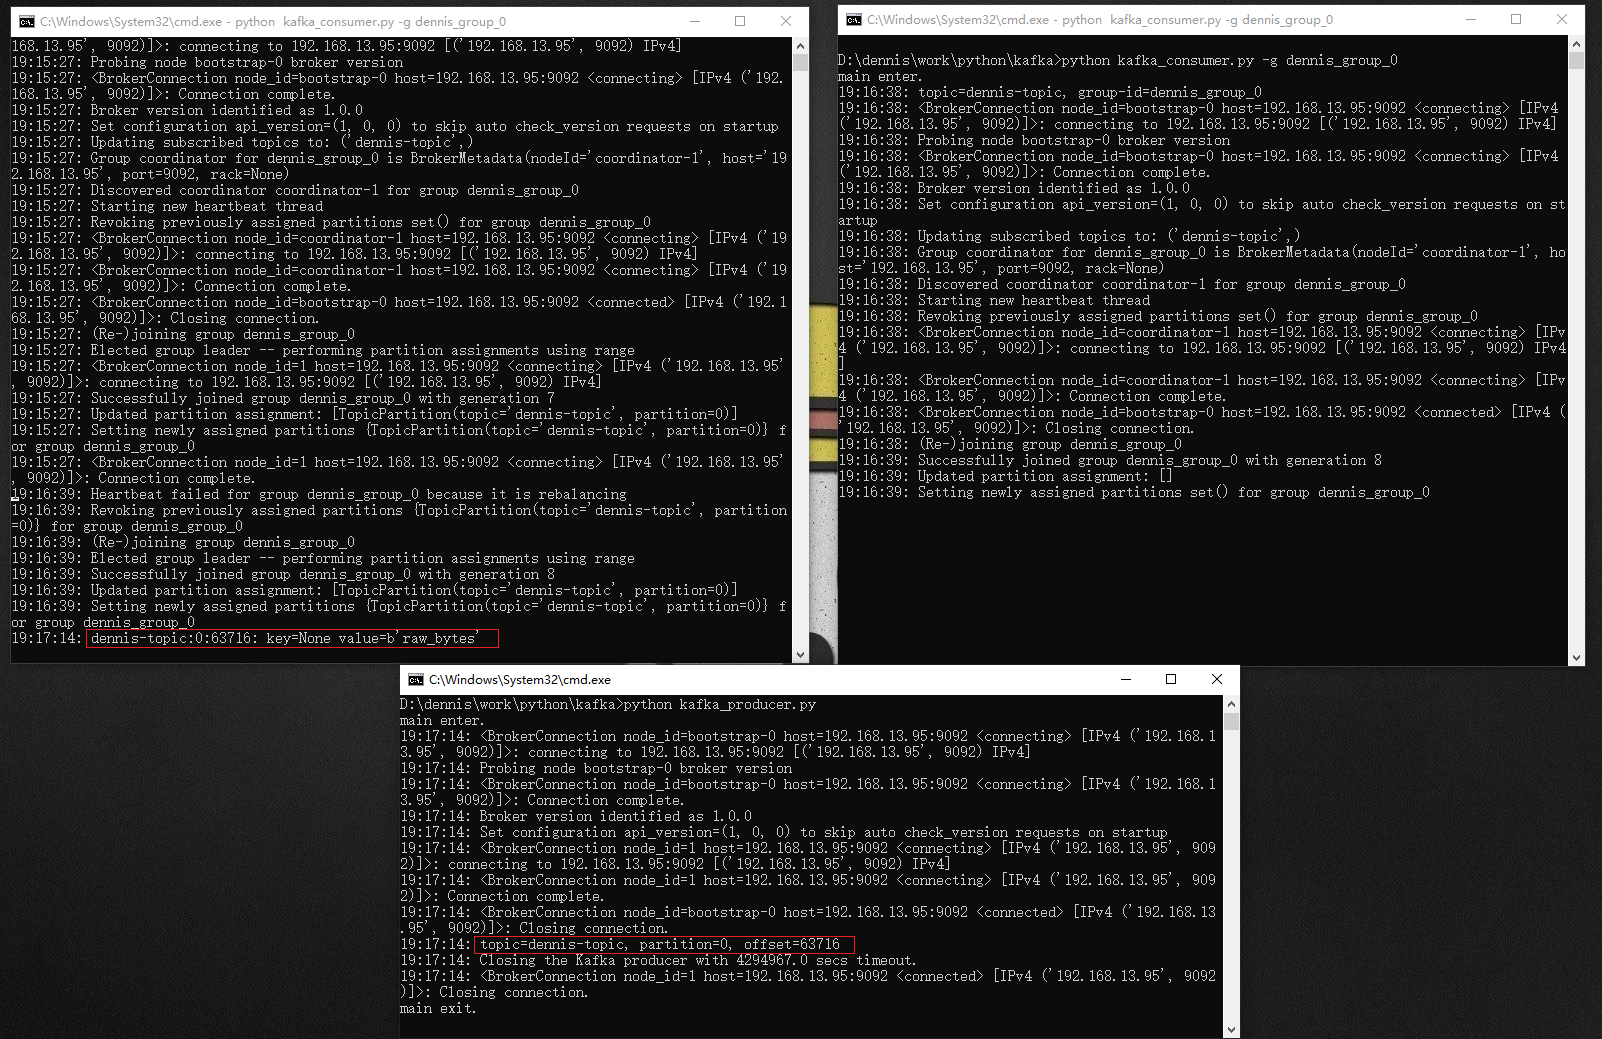 C:\Windows\System32\cmd.exe - python  kafka_consumer.py -g dennis_group_0
168.13.95', 9092)]>: connecting to 192.168.13.95:9092 [('192.168.13.95', 9092) IPv4]
19:15:27: Probing node bootstrap-0 broker version
19:15:27: <BrokerConnection node_id=bootstrap-0 host=192.168.13.95:9092 <connecting> [IPv4 ('192.
168.13.95', 9092)]>: Connection complete.
19:15:27: Broker version identified as 1.0.0
19:15:27: Set configuration api_version=(1, 0, 0) to skip auto check_version requests on startup
19:15:27: Updating subscribed topics to: ('dennis-topic',)
19:15:27: Group coordinator for dennis_group_0 is BrokerMetadata(nodeId='coordinator-1', host='19
2.168.13.95', port=9092, rack=None)
19:15:27: Discovered coordinator coordinator-1 for group dennis_group_0
19:15:27: Starting new heartbeat thread
19:15:27: Revoking previously assigned partitions set() for group dennis_group_0
19:15:27: <BrokerConnection node_id=coordinator-1 host=192.168.13.95:9092 <connecting> [IPv4 ('19
2.168.13.95', 9092)]>: connecting to 192.168.13.95:9092 [('192.168.13.95', 9092) IPv4]
19:15:27: <BrokerConnection node_id=coordinator-1 host=192.168.13.95:9092 <connecting> [IPv4 ('19
2.168.13.95', 9092)]>: Connection complete.
19:15:27: <BrokerConnection node_id=bootstrap-0 host=192.168.13.95:9092 <connected> [IPv4 ('192.1
68.13.95', 9092)]>: Closing connection.
19:15:27: (Re-)joining group dennis_group_0
19:15:27: Elected group leader -- performing partition assignments using range
19:15:27: <BrokerConnection node_id=1 host=192.168.13.95:9092 <connecting> [IPv4 ('192.168.13.95'
, 9092)]>: connecting to 192.168.13.95:9092 [('192.168.13.95', 9092) IPv4]
19:15:27: Successfully joined group dennis_group_0 with generation 7
19:15:27: Updated partition assignment: [TopicPartition(topic='dennis-topic', partition=0)]
19:15:27: Setting newly assigned partitions {TopicPartition(topic='dennis-topic', partition=0)} f
or group dennis_group_0
19:15:27: <BrokerConnection node_id=1 host=192.168.13.95:9092 <connecting> [IPv4 ('192.168.13.95'
, 9092)]>: Connection complete.
19:16:39: Heartbeat failed for group dennis_group_0 because it is rebalancing
19:16:39: Revoking previously assigned partitions {TopicPartition(topic='dennis-topic', partition
=0)} for group dennis_group_0
19:16:39: (Re-)joining group dennis_group_0
19:16:39: Elected group leader -- performing partition assignments using range
19:16:39: Successfully joined group dennis_group_0 with generation 8
19:16:39: Updated partition assignment: [TopicPartition(topic='dennis-topic', partition=0)]
19:16:39: Setting newly assigned partitions {TopicPartition(topic='dennis-topic', partition=0)} f
or group dennis_group_0
19:17:14: dennis-topic:0:63716: key=None value=b'raw_bytes'
C:\Windows\System32\cmd.exe - python  kafka_consumer.py -g dennis_group_0
D:\dennis\work\python\kafka>python kafka_consumer.py -g dennis_group_0
main enter.
19:16:38: topic=dennis-topic, group-id=dennis_group_0
19:16:38: <BrokerConnection node_id=bootstrap-0 host=192.168.13.95:9092 <connecting> [IPv4
('192.168.13.95', 9092)]>: connecting to 192.168.13.95:9092 [('192.168.13.95', 9092) IPv4]
19:16:38: Probing node bootstrap-0 broker version
19:16:38: <BrokerConnection node_id=bootstrap-0 host=192.168.13.95:9092 <connecting> [IPv4
('192.168.13.95', 9092)]>: Connection complete.
19:16:38: Broker version identified as 1.0.0
19:16:38: Set configuration api_version=(1, 0, 0) to skip auto check_version requests on st
artup
19:16:38: Updating subscribed topics to: ('dennis-topic',)
19:16:38: Group coordinator for dennis_group_0 is BrokerMetadata(nodeId='coordinator-1', ho
st='192.168.13.95', port=9092, rack=None)
19:16:38: Discovered coordinator coordinator-1 for group dennis_group_0
19:16:38: Starting new heartbeat thread
19:16:38: Revoking previously assigned partitions set() for group dennis_group_0
19:16:38: <BrokerConnection node_id=coordinator-1 host=192.168.13.95:9092 <connecting> [IPv
4 ('192.168.13.95', 9092)]>: connecting to 192.168.13.95:9092 [('192.168.13.95', 9092) IPv4
]
19:16:38: <BrokerConnection node_id=coordinator-1 host=192.168.13.95:9092 <connecting> [IPv
4 ('192.168.13.95', 9092)]>: Connection complete.
19:16:38: <BrokerConnection node_id=bootstrap-0 host=192.168.13.95:9092 <connected> [IPv4 (
'192.168.13.95', 9092)]>: Closing connection.
19:16:38: (Re-)joining group dennis_group_0
19:16:39: Successfully joined group dennis_group_0 with generation 8
19:16:39: Updated partition assignment: []
19:16:39: Setting newly assigned partitions set() for group dennis_group_0
C:\Windows\System32\cmd.exe
D:\dennis\work\python\kafka>python kafka_producer.py
main enter.
19:17:14: <BrokerConnection node_id=bootstrap-0 host=192.168.13.95:9092 <connecting> [IPv4 ('192.168.1
3.95', 9092)]>: connecting to 192.168.13.95:9092 [('192.168.13.95', 9092) IPv4]
19:17:14: Probing node bootstrap-0 broker version
19:17:14: <BrokerConnection node_id=bootstrap-0 host=192.168.13.95:9092 <connecting> [IPv4 ('192.168.1
3.95', 9092)]>: Connection complete.
19:17:14: Broker version identified as 1.0.0
19:17:14: Set configuration api_version=(1, 0, 0) to skip auto check_version requests on startup
19:17:14: <BrokerConnection node_id=1 host=192.168.13.95:9092 <connecting> [IPv4 ('192.168.13.95', 909
2)]>: connecting to 192.168.13.95:9092 [('192.168.13.95', 9092) IPv4]
19:17:14: <BrokerConnection node_id=1 host=192.168.13.95:9092 <connecting> [IPv4 ('192.168.13.95', 909
2)]>: Connection complete.
19:17:14: <BrokerConnection node_id=bootstrap-0 host=192.168.13.95:9092 <connected> [IPv4 ('192.168.13
.95', 9092)]>: Closing connection.
19:17:14: topic=dennis-topic, partition=0, offset=63716
19:17:14: Closing the Kafka producer with 4294967.0 secs timeout.
19:17:14: <BrokerConnection node_id=1 host=192.168.13.95:9092 <connected> [IPv4 ('192.168.13.95', 9092
)]>: Closing connection.
main exit.